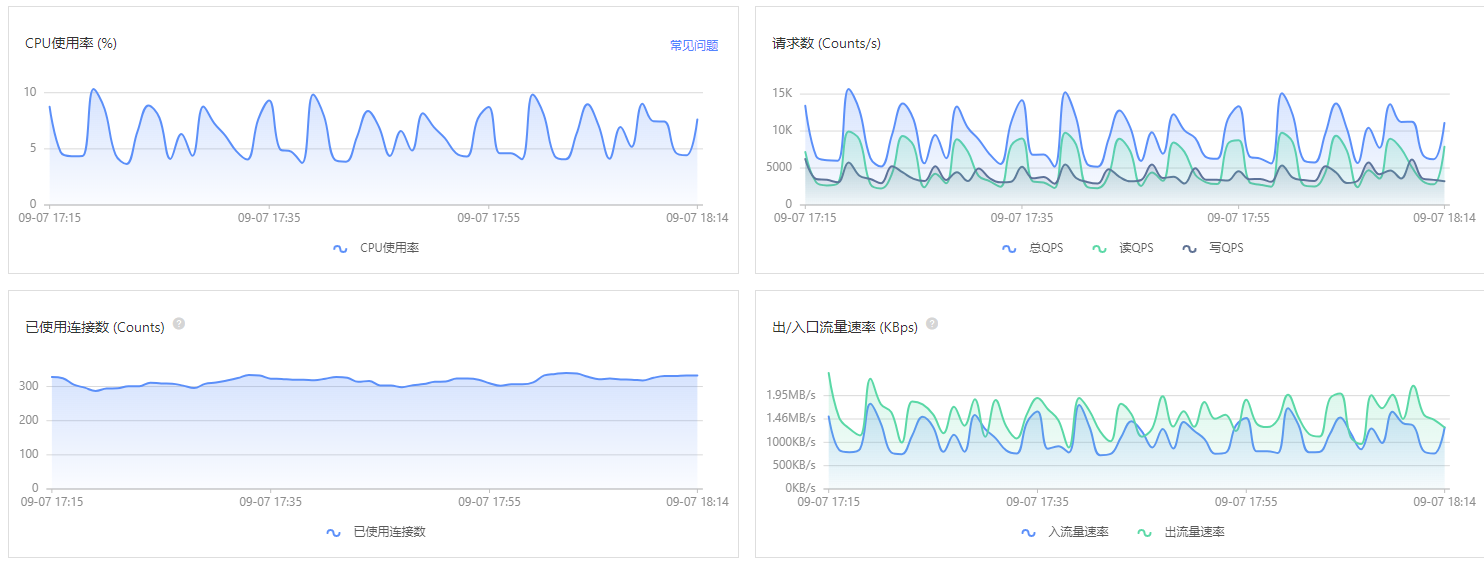 CPU使用率 (%)
常见问题
10
5
0
09-07 17:15
09-07 17:35
09-07 17:55
09-07 18:14
CPU使用率
请求数 (Counts/s)
15K
10K
5000
0
09-07 17:15
09-07 17:35
09-07 17:55
09-07 18:14
总QPS
读QPS
写QPS
已使用连接数 (Counts)
?
300
200
100
0
09-07 17:15
09-07 17:35
09-07 17:55
09-07 18:14
已使用连接数
出/入口流量速率 (KBps)
?
1.95MB/s
1.46MB/s
1000KB/s
500KB/s
0KB/s
09-07 17:15
09-07 17:35
09-07 17:55
09-07 18:14
入流量速率
出流量速率